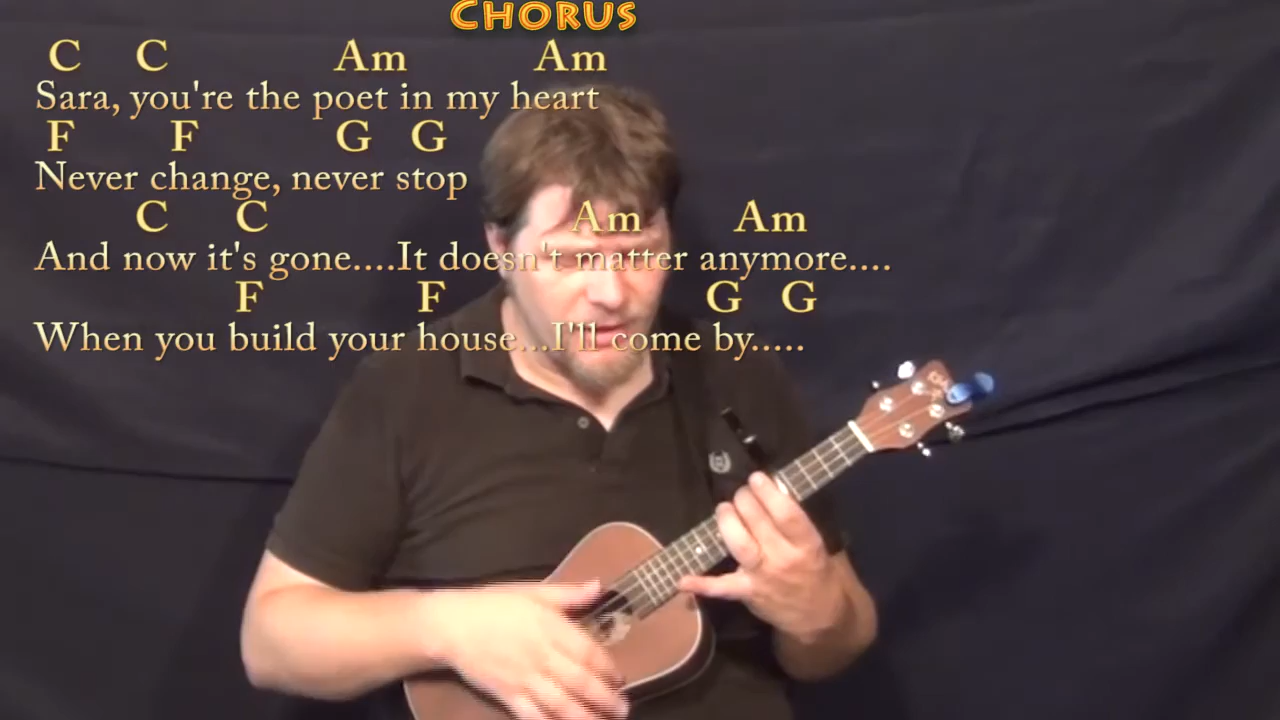 CHORUS
C C Am Am
Sara, you're the poet in my heart
F F G G
Never change, never stop
C C Am Am
And now it's gone....It doesn't matter anymore....
F F G G
When you build your house...I'll come by.....